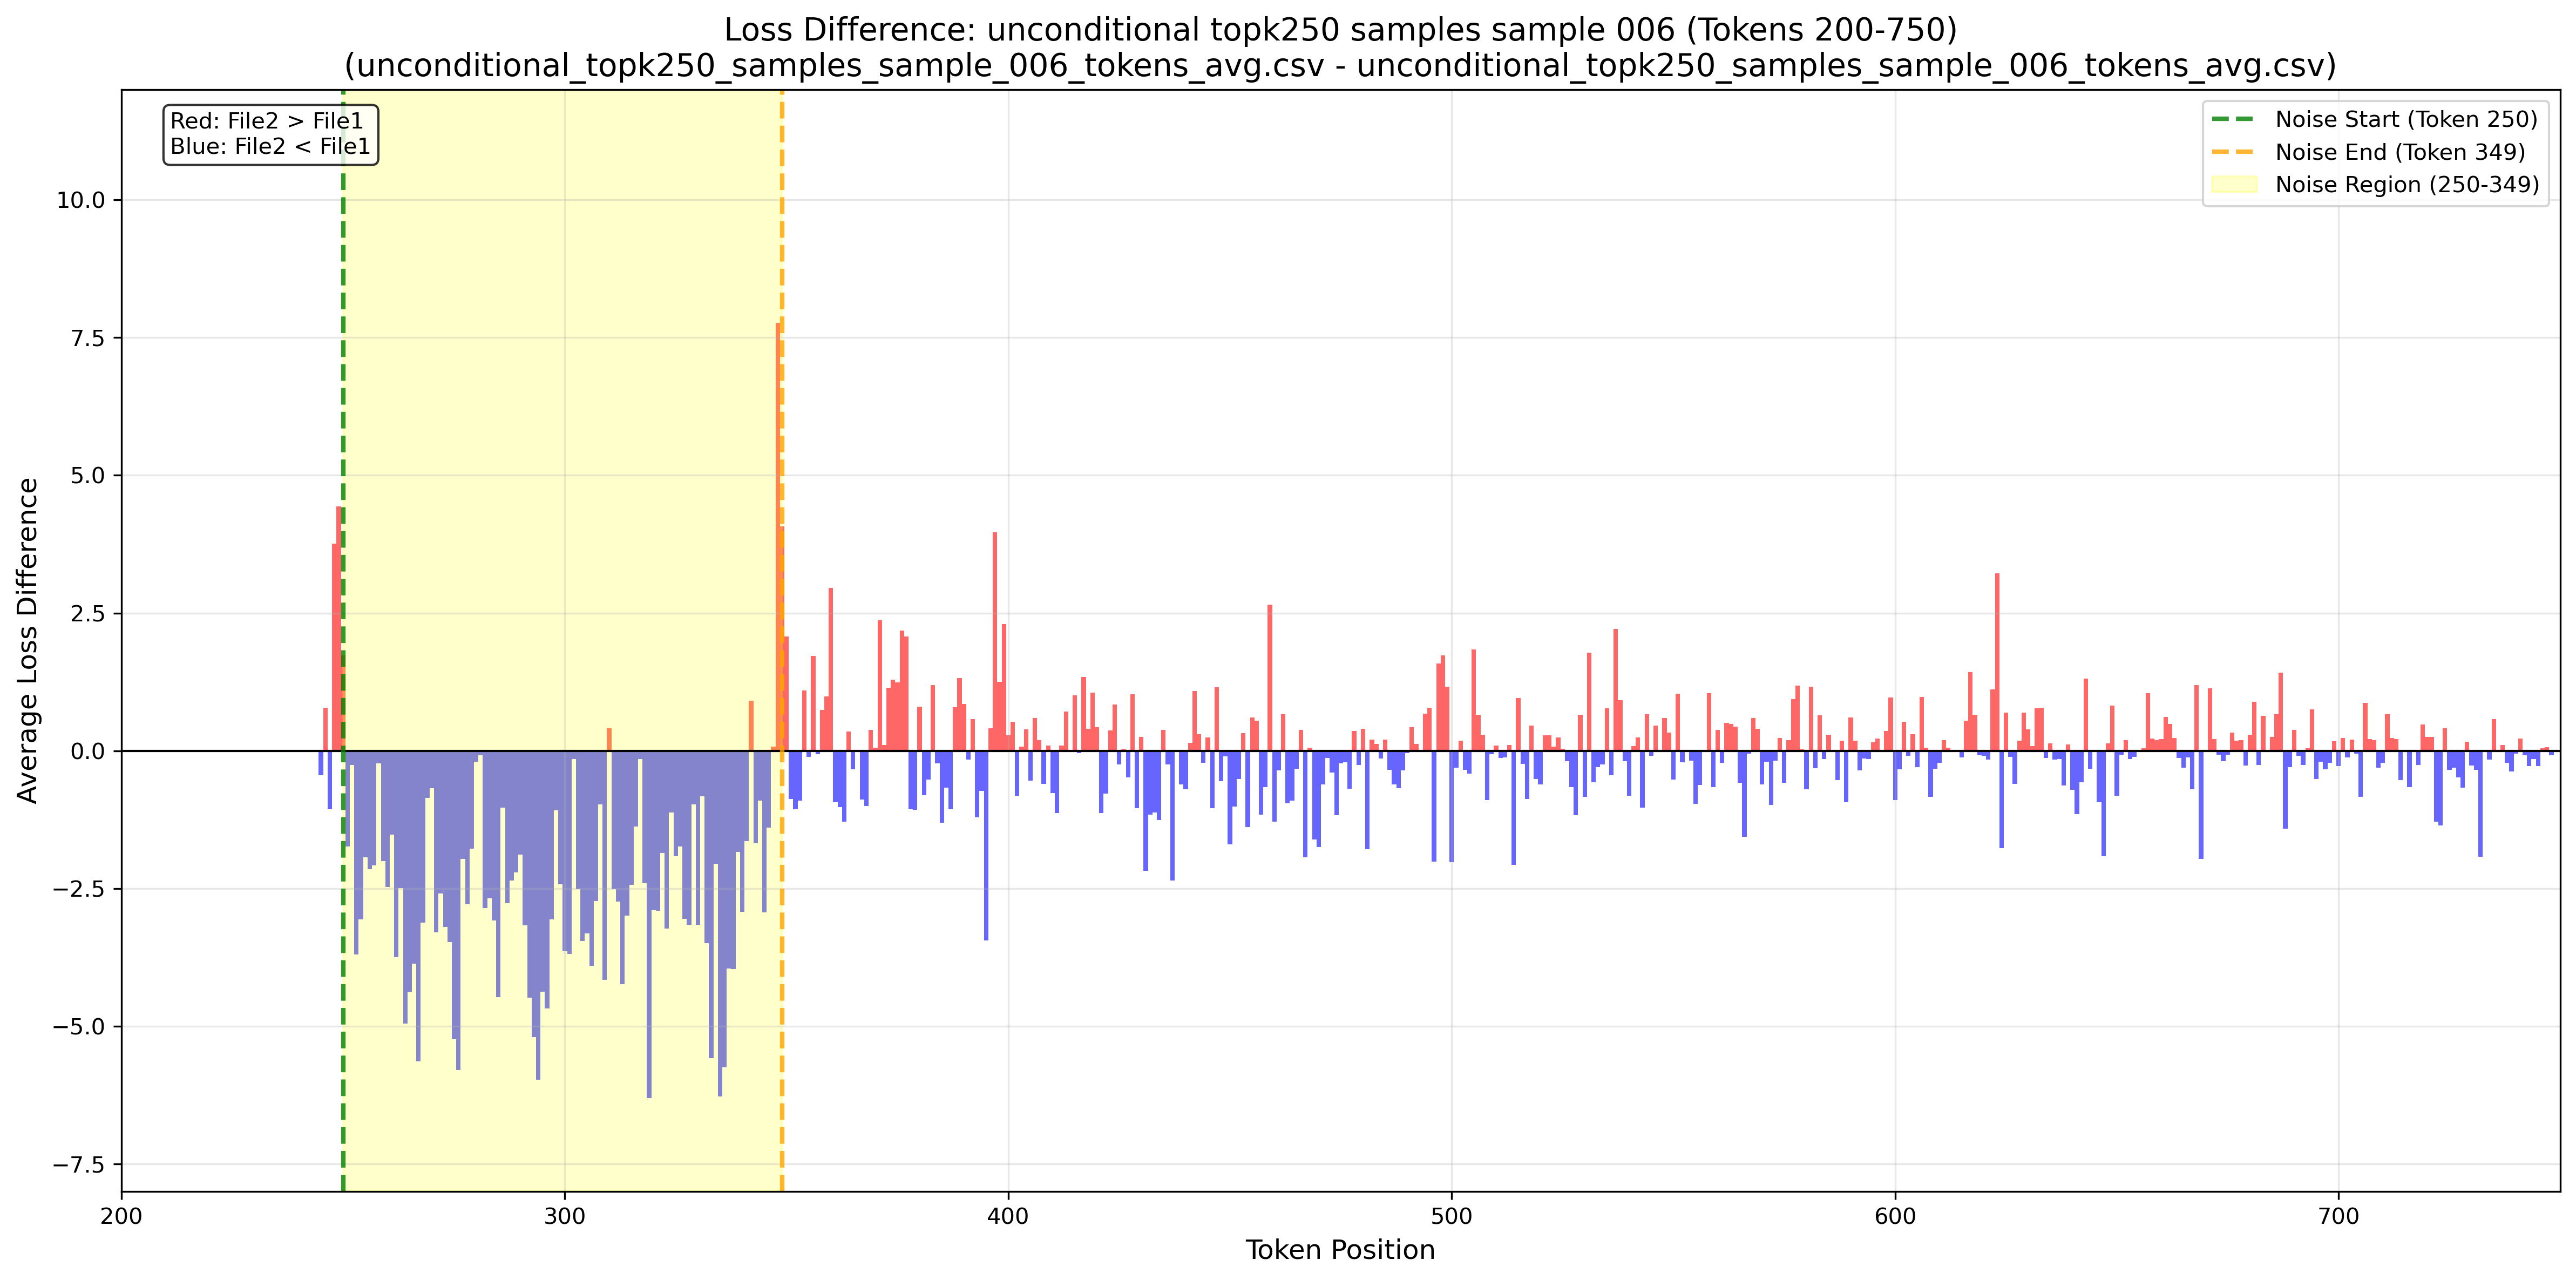 Loss Difference: unconditional topk250 samples sample 006 (Tokens 200-750)
(unconditional_topk250_samples_sample_006_tokens_avg.csv - unconditional_topk250_samples_sample_006_tokens_avg.csv)
Red: File2 > File1
Blue: File2 < File1
Noise Start (Token 250)
Noise End (Token 349)
Noise Region (250-349)
Average Loss Difference
10.0
7.5
5.0
2.5
0.0
−2.5
−5.0
−7.5
200
300
400
500
600
700
Token Position